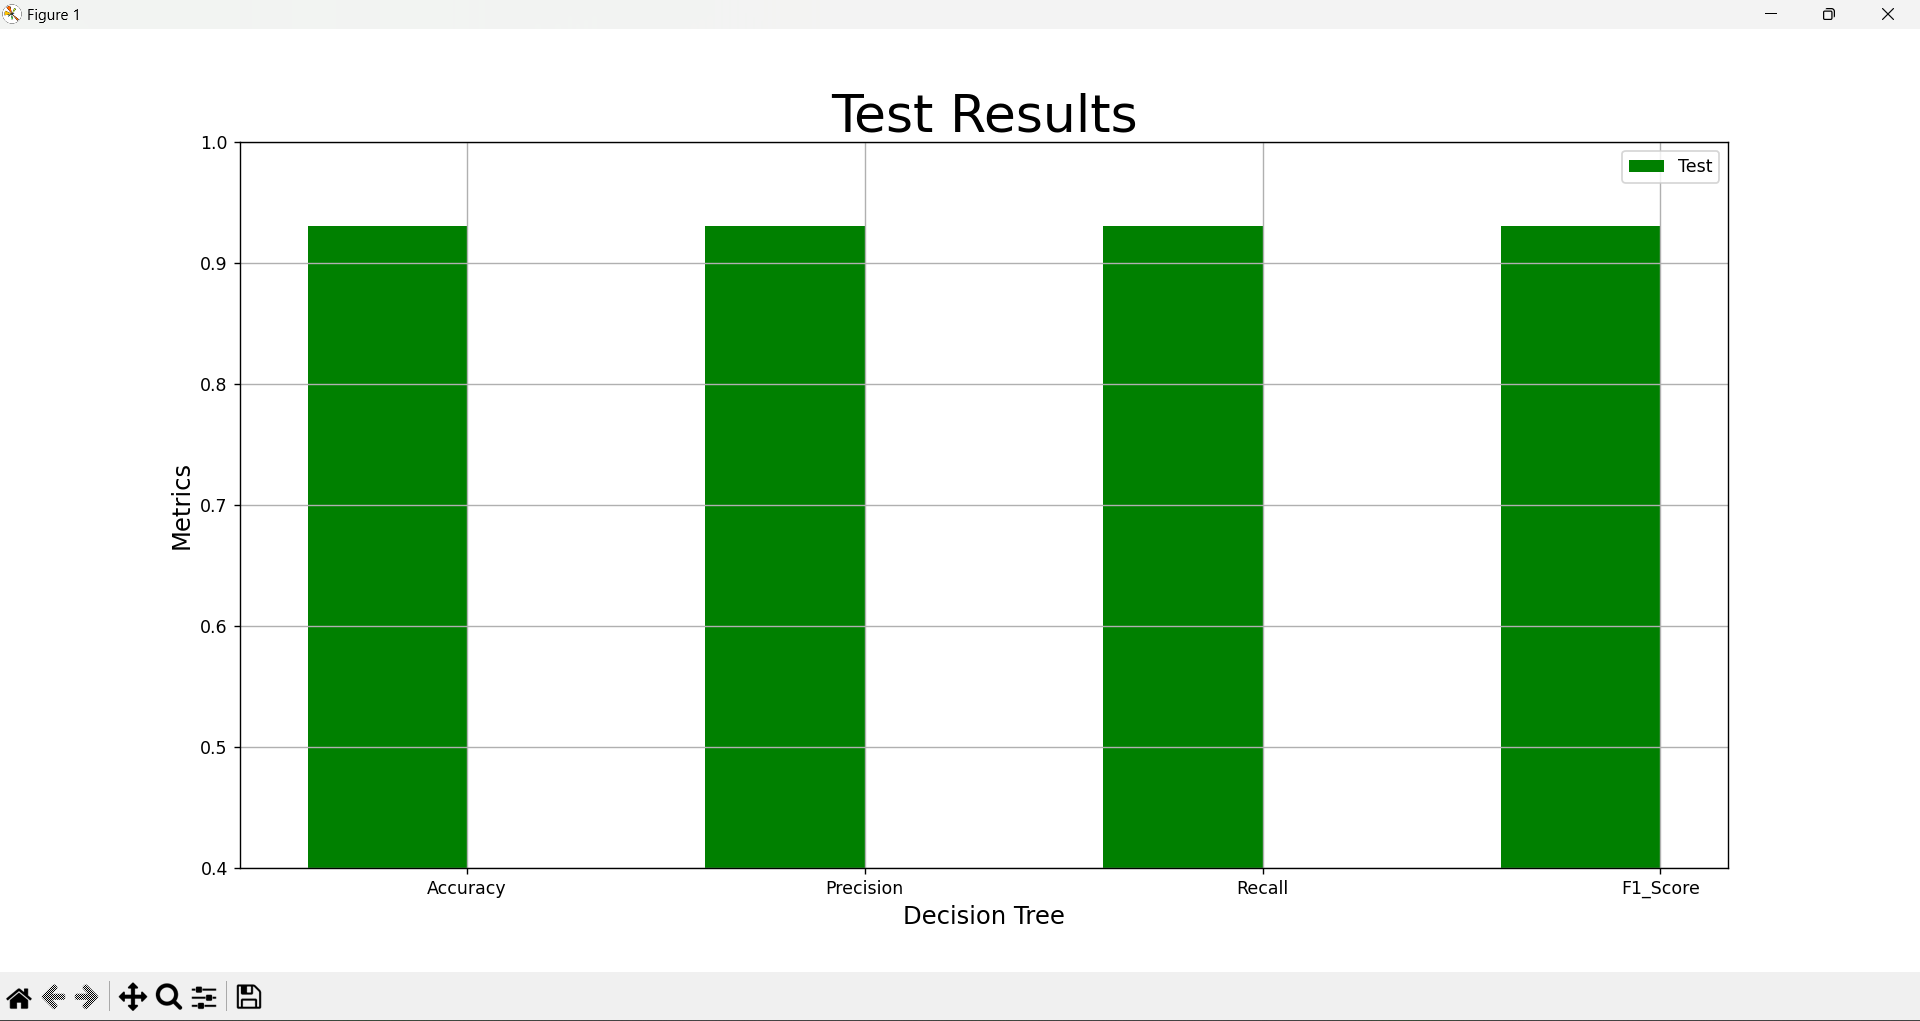 Figure 1
Test Results
1.0
Test
0.9
0.8
0.7
0.6
0.5
0.4
Metrics
Accuracy Precision Recall F1_Score
Decision Tree